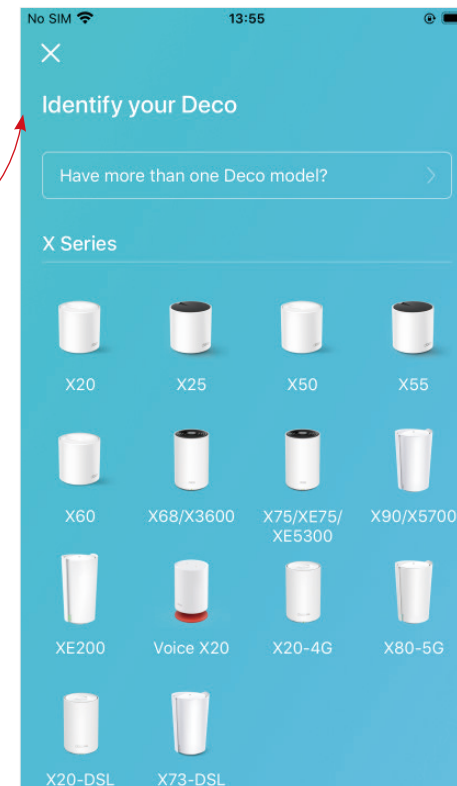 No SIM 13:55
Identify your Deco
Have more than one Deco model?
X Series
X20 X25 X50 X55
X60 X68/X3600 X75/XE75/ X90/X5700
XE5300
XE200 Voice X20 X20-4G X80-5G
X20-DSL X73-DSL